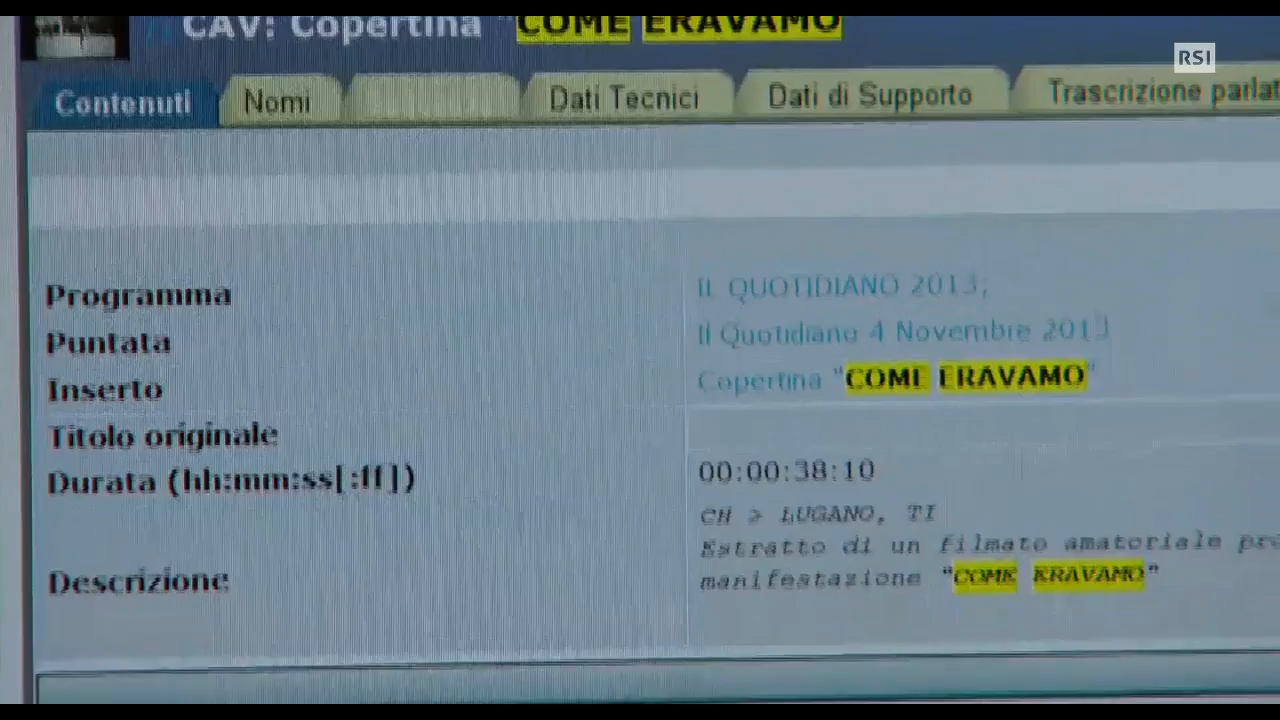 CAV: Copertina "COME ERAVAMO
RSI
Contenuti Nomi Dati Tecnici Dati di Supporto Trascrizione parlat
Programma IL QUOTIDIANO 2013;
Puntata Il Quotidiano 4 Novembre 2013
Inserto Copertina "COME ERAVAMO"
Titolo originale
Durata (hh:mm:ss[:ff]) 00:00:38:10
CH > LUGANO, TI
Estratto di un filmato amatoriale pro
Descrizione manifestazione "COME ERAVAMO"